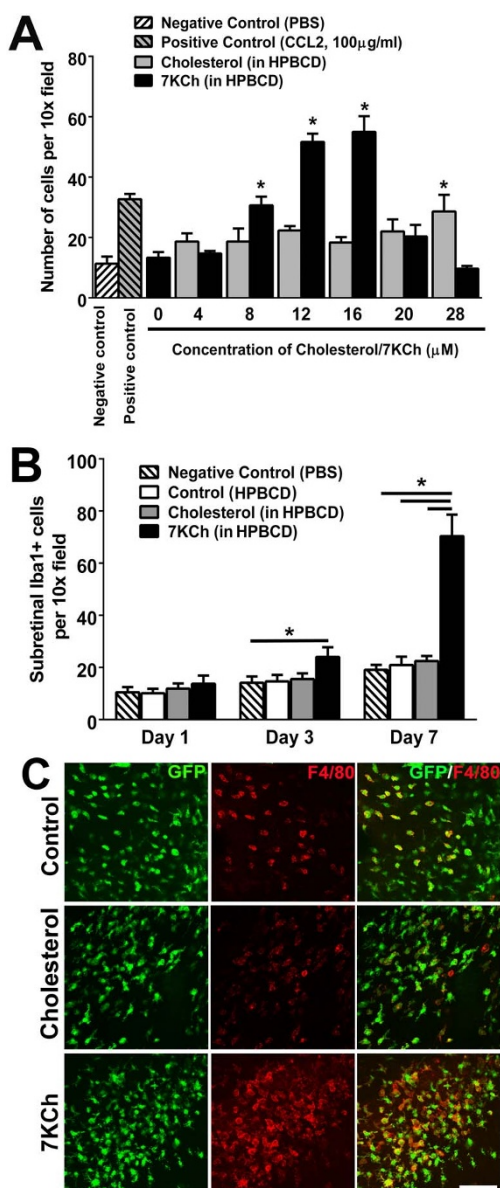 A
Negative Control (PBS)
Positive Control (CCL2, 100μg/ml)
Cholesterol (in HPBCD)
7KCh (in HPBCD)
Number of cells per 10x field
80
60
40
20
0
* * * *
Negative control
Positive control
0 4 8 12 16 20 28
Concentration of Cholesterol/7KCh (μM)
B
Negative Control (PBS)
Control (HPBCD)
Cholesterol (in HPBCD)
7KCh (in HPBCD)
Subretinal Iba1+ cells
per 10x field
100
80
60
40
20
0
* *
Day 1 Day 3 Day 7
C
GFP F4/80 GFP/F4/80
Control
Cholesterol
7KCh